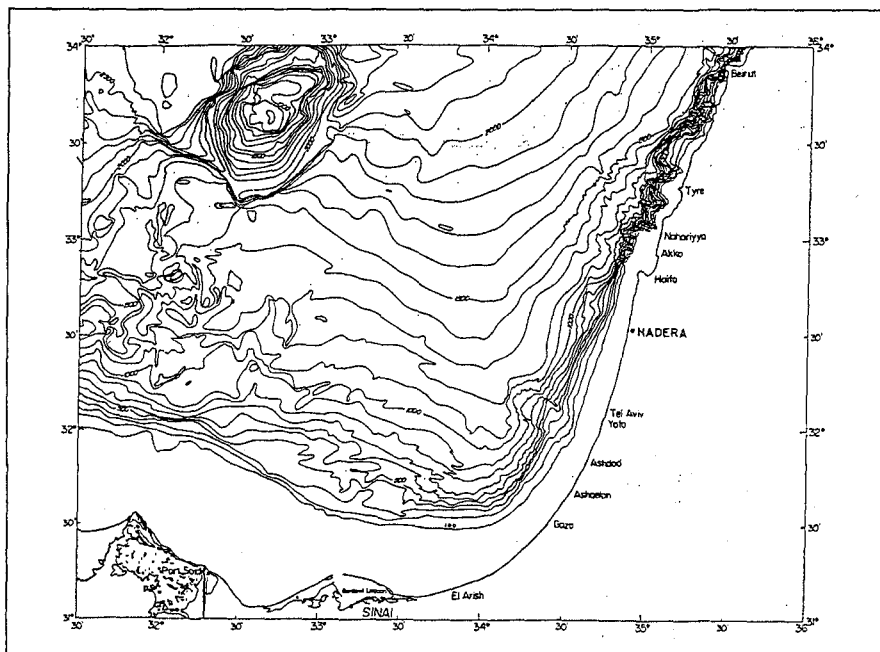 34° 30' 32° 30' 33° 30' 34° 30' 35° 30' 34°
Beirut
2000
30' 30'
Tyre
33° Nahariyya 33°
Akko
Haifa
30' HADERA 30'
1000
Tel Aviv
Yafo
32° 32°
Ashdod
500
Ashqelon
30' 100 Gaza 30'
Port Said
El Arish
SINAI
31° 32° 30' 33° 30' 34° 30' 35° 30' 36° 31°